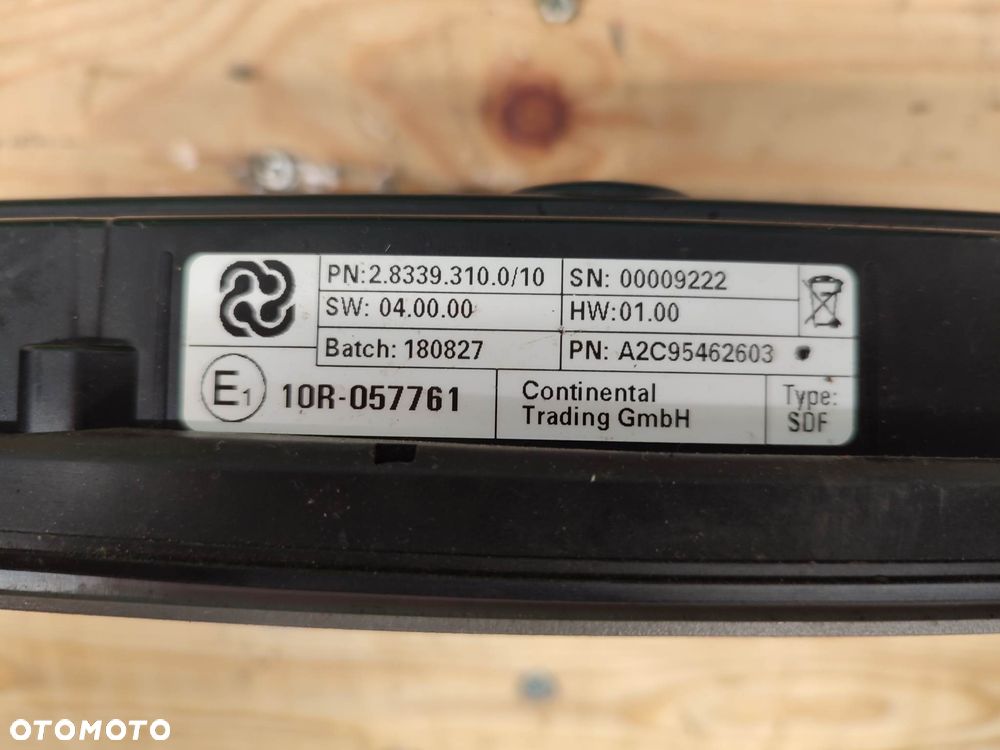 PN:2.8339.310.0/10 SN: 00009222
SW: 04.00.00 HW:01.00
Batch: 180827 PN: A2C95462603
E1 10R-057761 Continental Trading GmbH Type: SDF
OTOMOTO